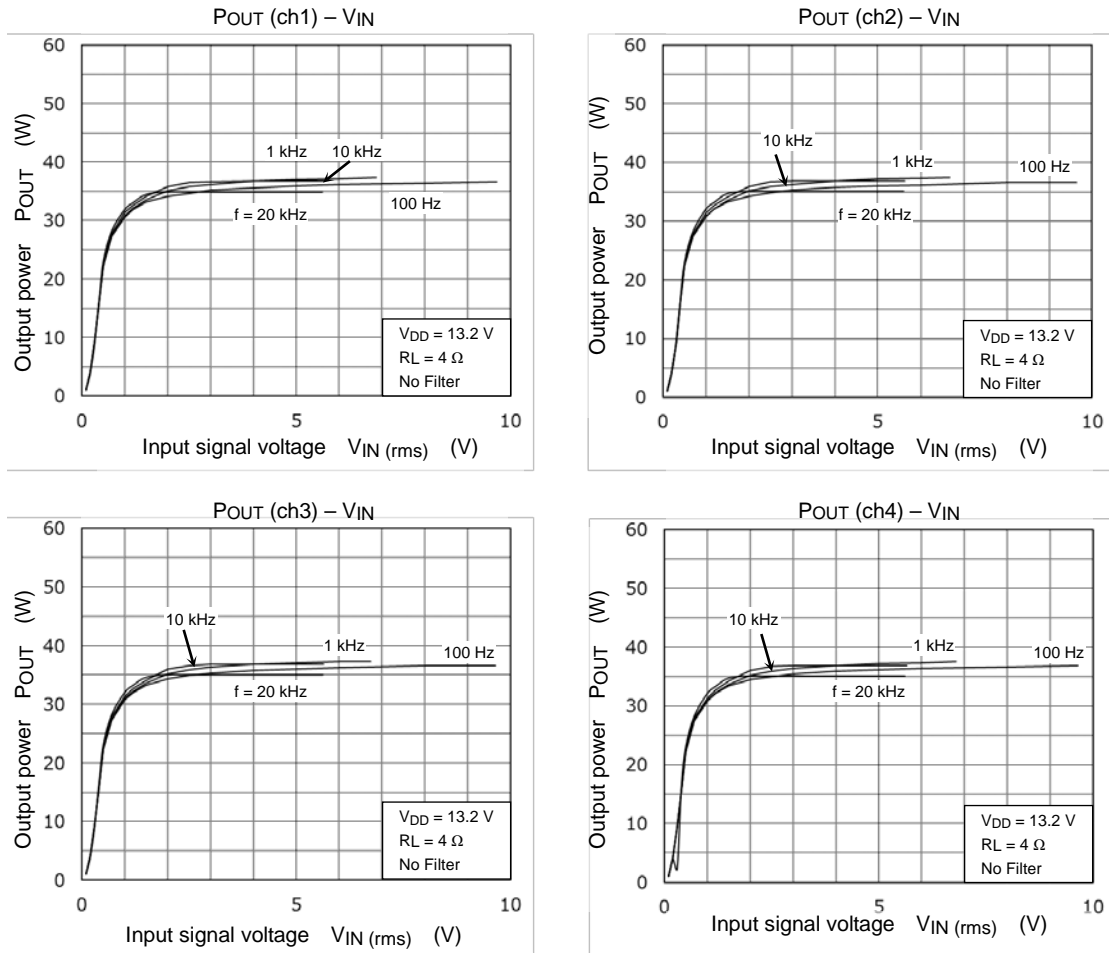 POUT (ch1) – VIN
60
50
40
30
20
10
0
Output power POUT (W)
1 kHz
10 kHz
f = 20 kHz
100 Hz
VDD = 13.2 V
RL = 4 Ω
No Filter
0
5
10
Input signal voltage VIN (rms) (V)
POUT (ch2) – VIN
60
50
40
30
20
10
0
Output power POUT (W)
10 kHz
1 kHz
100 Hz
f = 20 kHz
VDD = 13.2 V
RL = 4 Ω
No Filter
0
5
10
Input signal voltage VIN (rms) (V)
POUT (ch3) – VIN
60
50
40
30
20
10
0
Output power POUT (W)
10 kHz
1 kHz
100 Hz
f = 20 kHz
VDD = 13.2 V
RL = 4 Ω
No Filter
0
5
10
Input signal voltage VIN (rms) (V)
POUT (ch4) – VIN
60
50
40
30
20
10
0
Output power POUT (W)
10 kHz
1 kHz
100 Hz
f = 20 kHz
VDD = 13.2 V
RL = 4 Ω
No Filter
0
5
10
Input signal voltage VIN (rms) (V)